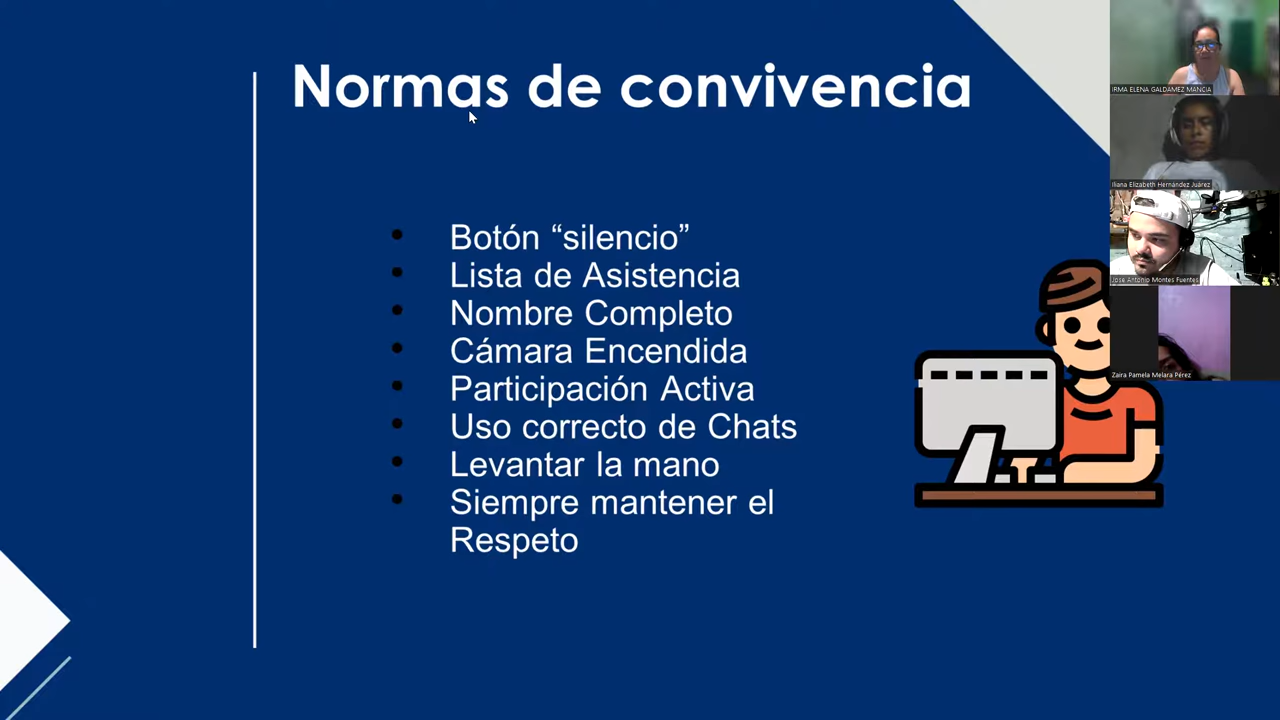 Normas de convivencia
Botón “silencio”
Lista de Asistencia
Nombre Completo
Cámara Encendida
Participación Activa
Uso correcto de Chats
Levantar la mano
Siempre mantener el
Respeto
IRMA ELENA GALDAMEZ MANCIA
Iliana Elizabeth Hernández Juárez
Jose Antonio Montes Fuentes
Zaira Pamela Melara Pérez